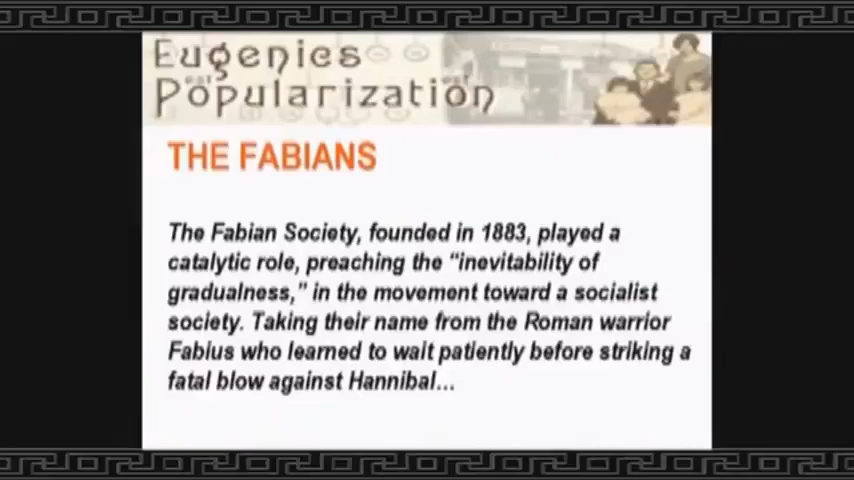 Eugenics
Popularization
THE FABIANS
The Fabian Society, founded in 1883, played a
catalytic role, preaching the “inevitability of
gradualness,” in the movement toward a socialist
society. Taking their name from the Roman warrior
Fabius who learned to wait patiently before striking a
fatal blow against Hannibal...